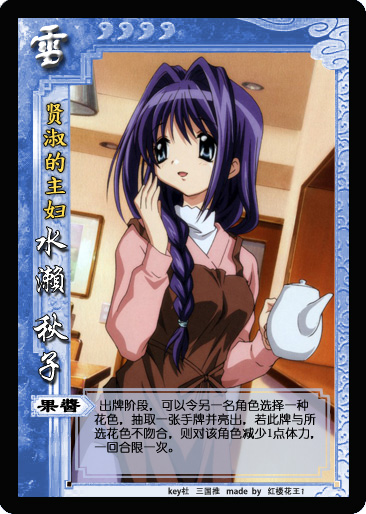 雪
贤淑的主妇
水瀬 秋子
果醬
出牌阶段，可以令另一名角色选择一种
花色，抽取一张手牌并亮出，若此牌与所
选花色不吻合，则对该角色减少1点体力，
一回合限一次。
key社 三国推 made by 红楼花王↑